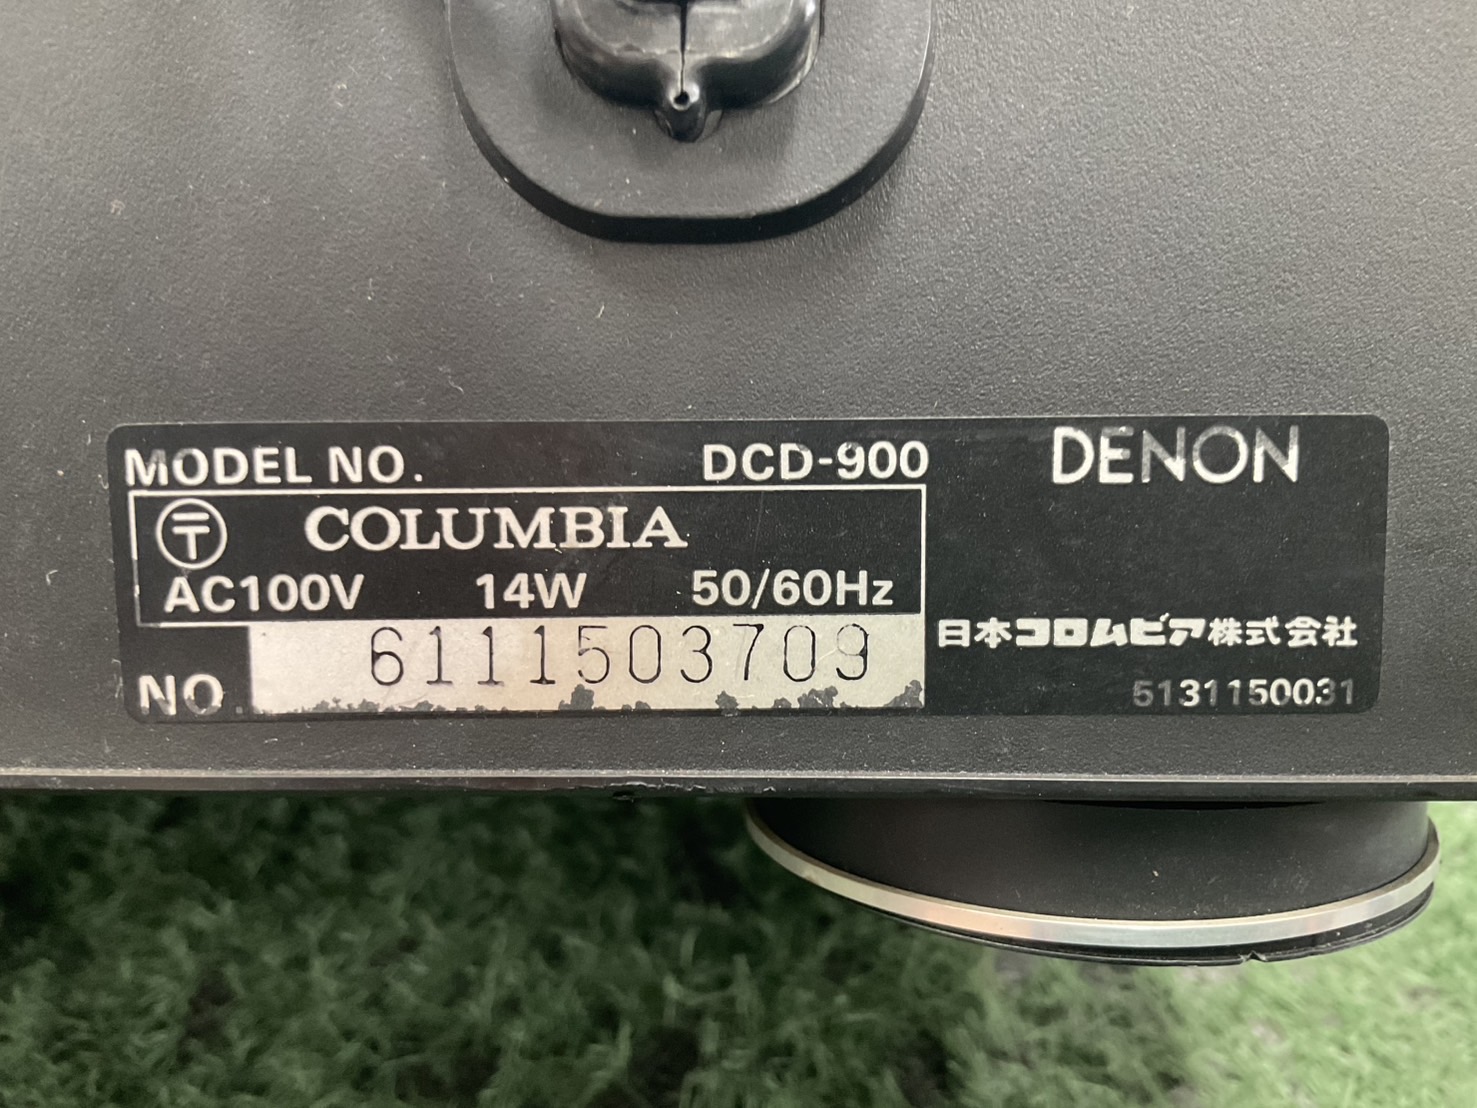 MODEL NO. DCD-900
DENON
〒 COLUMBIA
AC100V 14W 50/60Hz
NO. 6111503709
日本コロムビア株式会社
5131150031